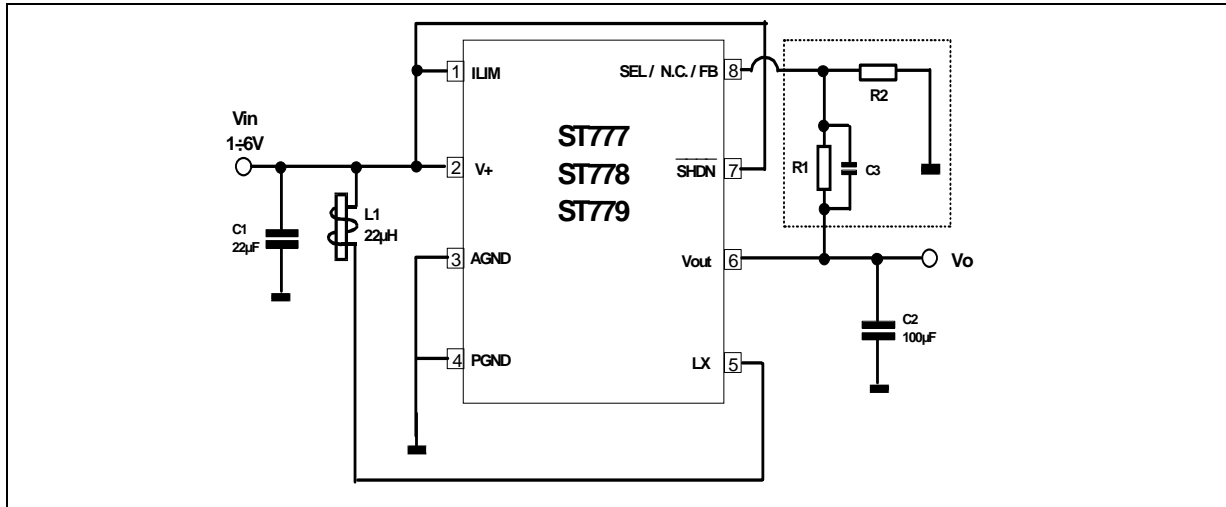 1 ILIM
SEL / N.C. / FB 8
R2
Vin
1÷6V
ST777
ST778
ST779
2 V+
SHDN 7
R1
C3
C1
22µF
L1
22µH
3 AGND
Vout 6
Vo
C2
100µF
4 PGND
LX 5